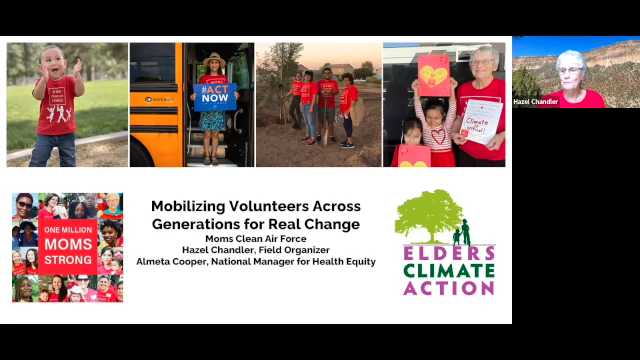 #ACT
NOW
Climate
Hazel Chandler
Mobilizing Volunteers Across
Generations for Real Change
Moms Clean Air Force
Hazel Chandler, Field Organizer
Almeta Cooper, National Manager for Health Equity
ONE MILLION
MOMS
STRONG
ELDERS
CLIMATE
ACTION